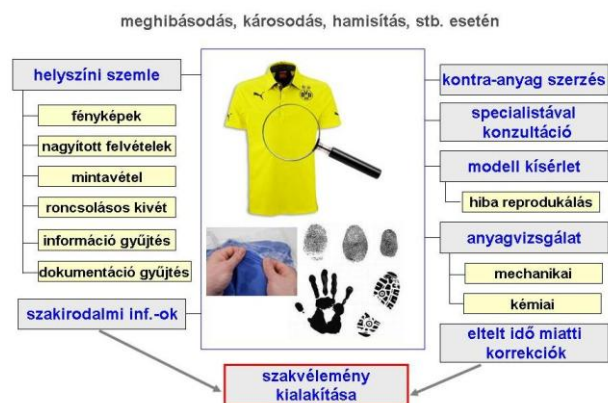 meghibásodás, károsodás, hamisítás, stb. esetén
helyszíni szemle
fényképek
nagyított felvételek
mintavétel
roncsolásos kivét
információ gyűjtés
dokumentáció gyűjtés
szakirodalmi inf.-ok
kontra-anyag szerzés
specialistával
konzultáció
modell kísérlet
hiba reprodukálás
anyagvizsgálat
mechanikai
kémiai
eltelt idő miatti
korrekciók
szakvélemény
kialakítása